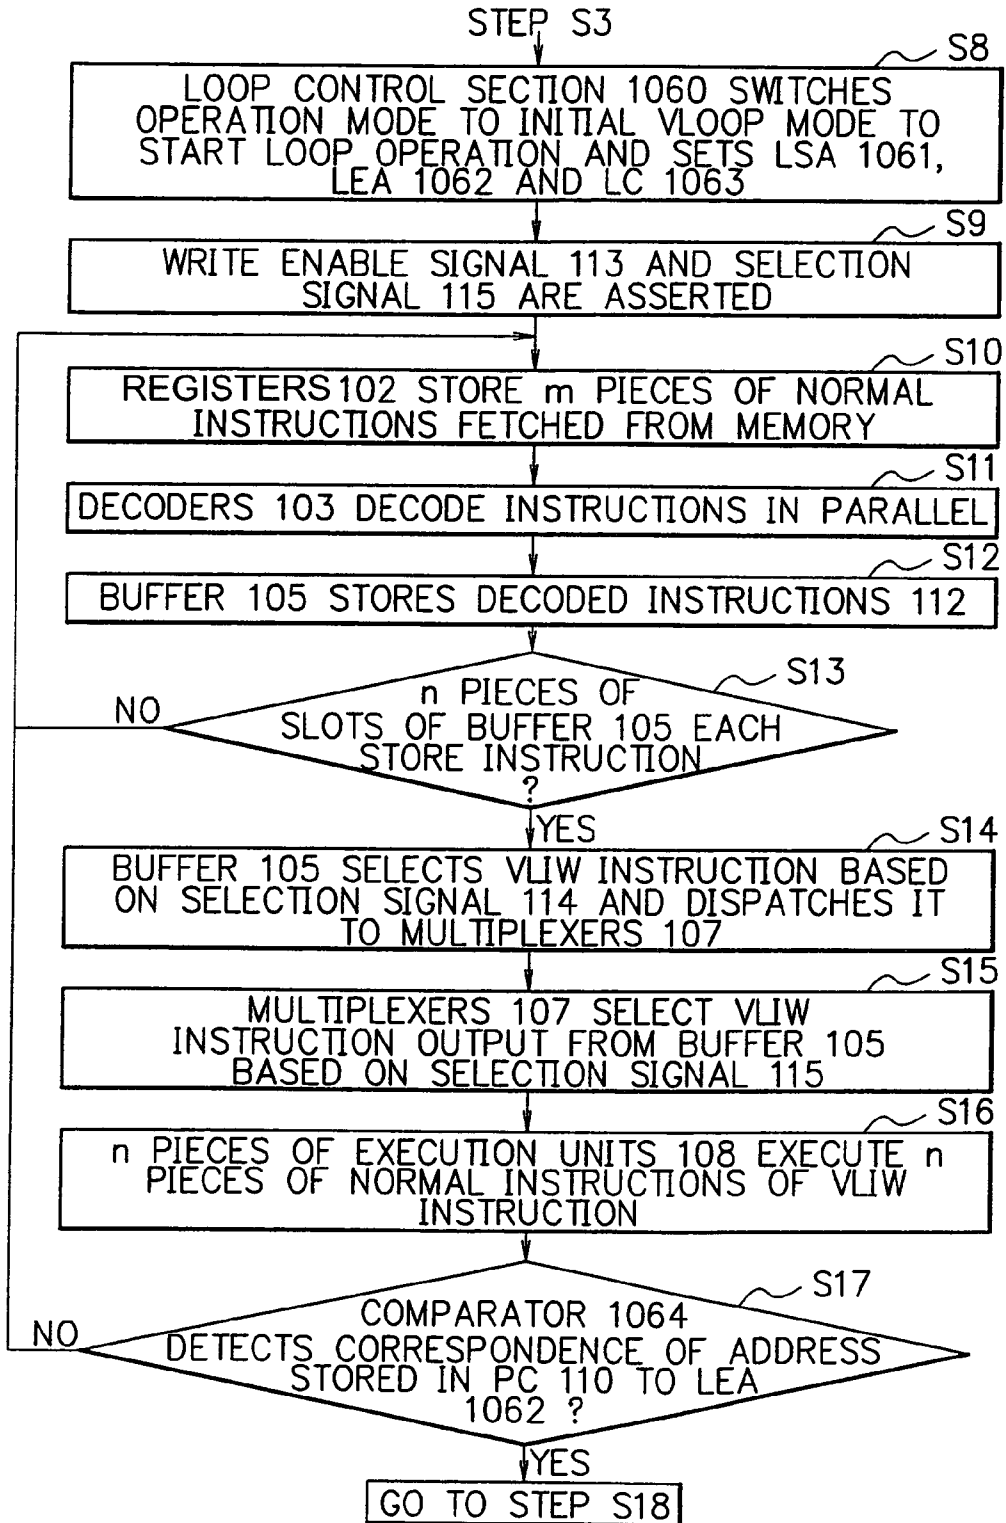 STEP S3
S8
LOOP CONTROL SECTION 1060 SWITCHES
OPERATION MODE TO INITIAL VLOOP MODE TO
START LOOP OPERATION AND SETS LSA 1061,
LEA 1062 AND LC 1063
S9
WRITE ENABLE SIGNAL 113 AND SELECTION
SIGNAL 115 ARE ASSERTED
S10
REGISTERS 102 STORE m PIECES OF NORMAL
INSTRUCTIONS FETCHED FROM MEMORY
S11
DECODERS 103 DECODE INSTRUCTIONS IN PARALLEL
S12
BUFFER 105 STORES DECODED INSTRUCTIONS 112
S13
n PIECES OF
SLOTS OF BUFFER 105 EACH
STORE INSTRUCTION
?
NO
YES
S14
BUFFER 105 SELECTS VLIW INSTRUCTION BASED
ON SELECTION SIGNAL 114 AND DISPATCHES IT
TO MULTIPLEXERS 107
S15
MULTIPLEXERS 107 SELECT VLIW
INSTRUCTION OUTPUT FROM BUFFER 105
BASED ON SELECTION SIGNAL 115
S16
n PIECES OF EXECUTION UNITS 108 EXECUTE n
PIECES OF NORMAL INSTRUCTIONS OF VLIW
INSTRUCTION
S17
COMPARATOR 1064
DETECTS CORRESPONDENCE OF ADDRESS
STORED IN PC 110 TO LEA
1062 ?
NO
YES
GO TO STEP S18